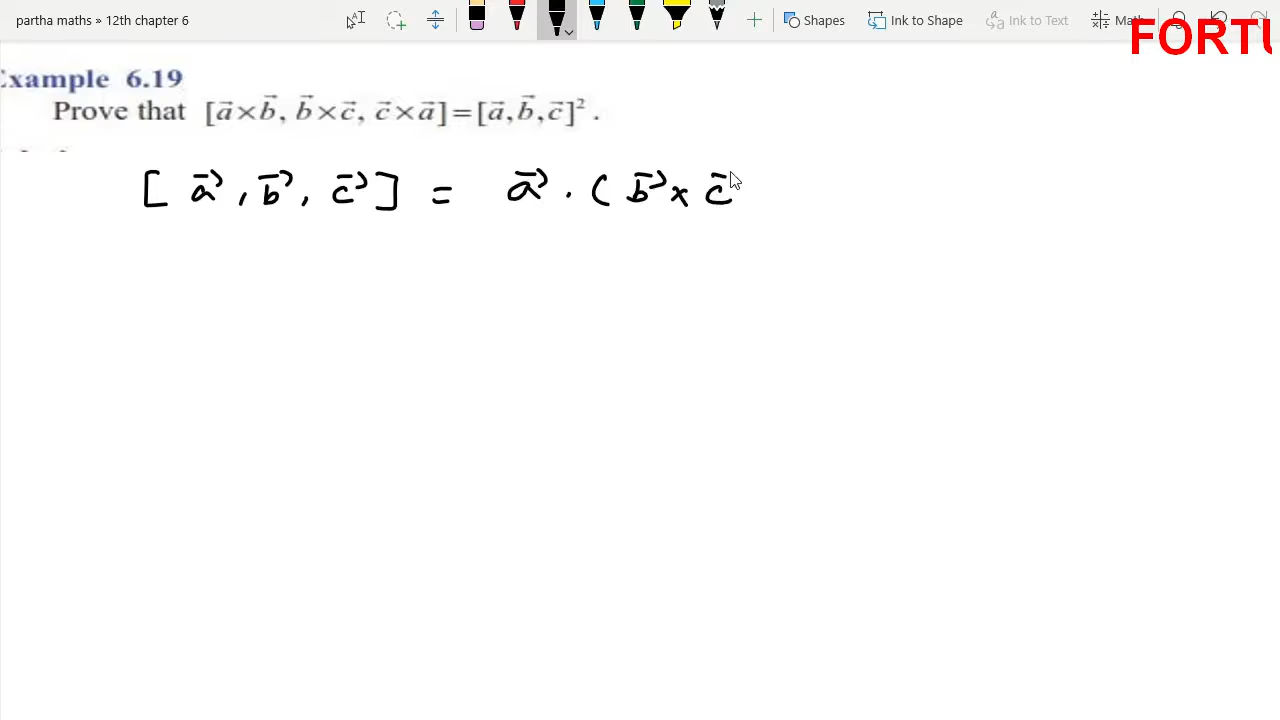 partha maths » 12th chapter 6 Shapes Ink to Shape Ink to Text Math
FORTU
Example 6.19
Prove that [a⃗×b⃗, b⃗×c⃗, c⃗×a⃗]=[a⃗,b⃗,c⃗]².
[ a⃗, b⃗, c⃗ ] = a⃗ . ( b⃗ × c⃗